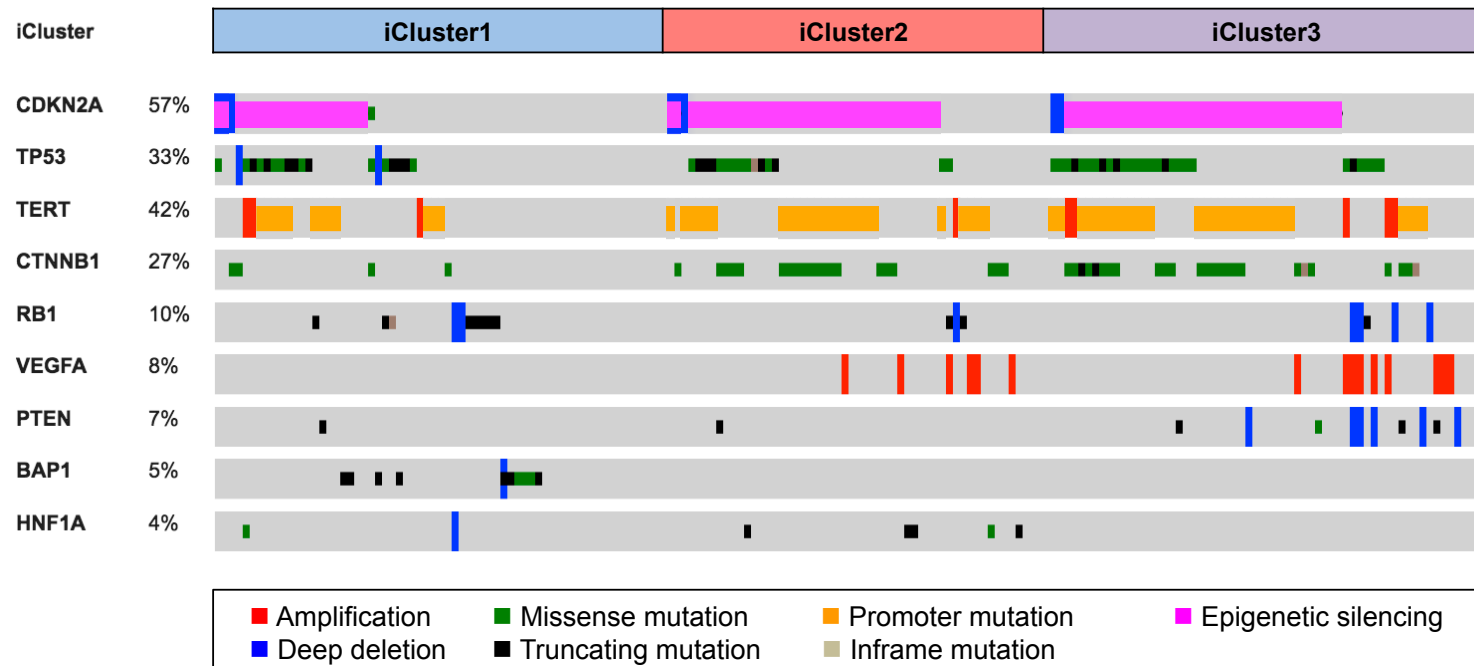 iCluster iCluster1 iCluster2 iCluster3
CDKN2A 57%
TP53 33%
TERT 42%
CTNNB1 27%
RB1 10%
VEGFA 8%
PTEN 7%
BAP1 5%
HNF1A 4%
Amplification Missense mutation Promoter mutation Epigenetic silencing
Deep deletion Truncating mutation Inframe mutation